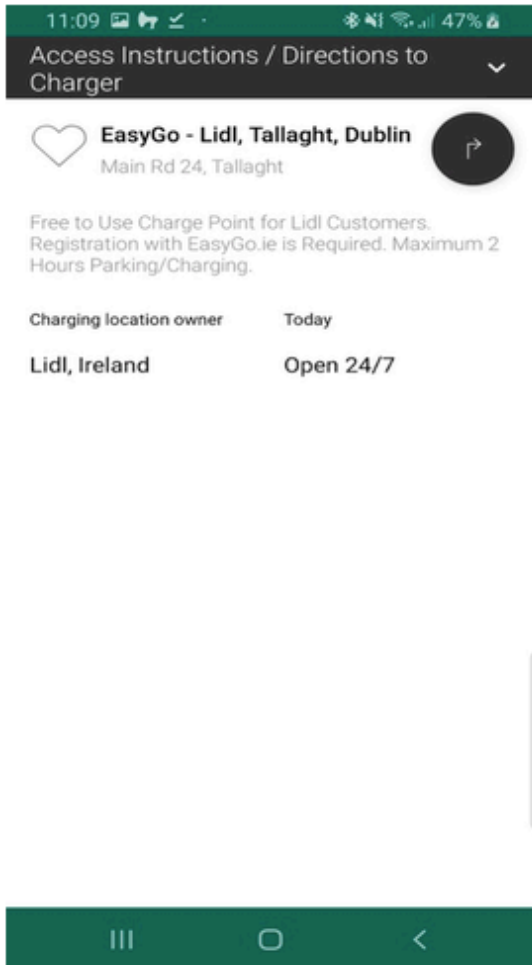 11:09
47%
Access Instructions / Directions to
Charger
EasyGo - Lidl, Tallaght, Dublin
Main Rd 24, Tallaght
Free to Use Charge Point for Lidl Customers.
Registration with EasyGo.ie is Required. Maximum 2
Hours Parking/Charging.
Charging location owner
Today
Lidl, Ireland
Open 24/7